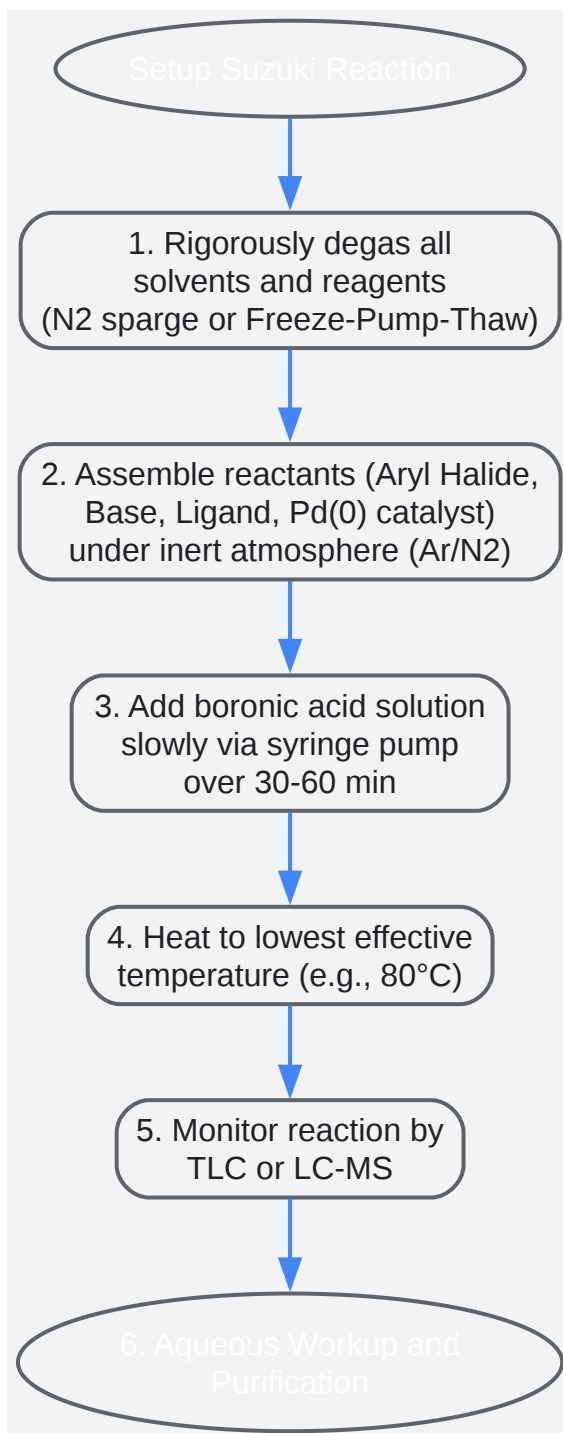 Setup Suzuki Reaction
1. Rigorously degas all
solvents and reagents
(N2 sparge or Freeze-Pump-Thaw)
2. Assemble reactants (Aryl Halide,
Base, Ligand, Pd(0) catalyst)
under inert atmosphere (Ar/N2)
3. Add boronic acid solution
slowly via syringe pump
over 30-60 min
4. Heat to lowest effective
temperature (e.g., 80°C)
5. Monitor reaction by
TLC or LC-MS
6. Aqueous Workup and
Purification